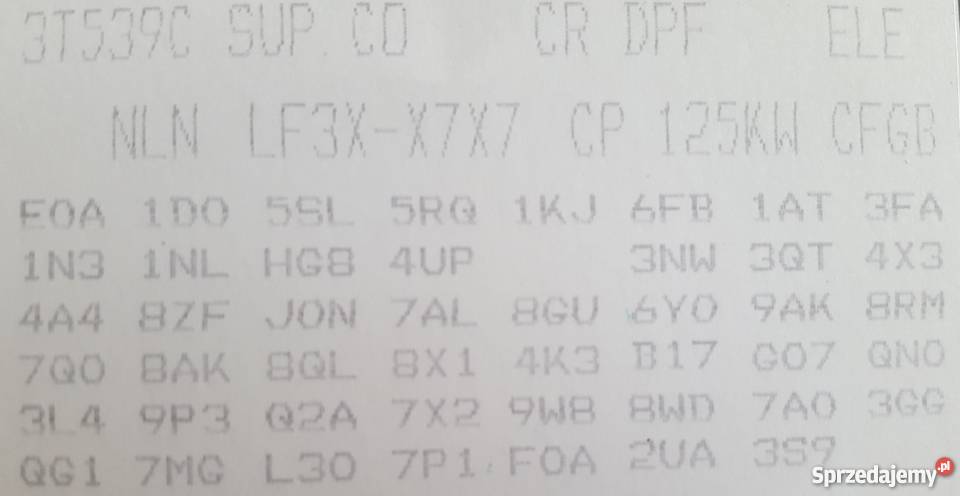 3T539C SUP. CO CR DPF ELE
NLN LF3X-X7X7 CP 125KW CFGB
E0A 1D0 5SL 5RQ 1KJ 6FB 1AT 3FA
1N3 1NL HG8 4UP 3NW 3QT 4X3
4A4 8ZF J0N 7AL 8GU 6Y0 9AK 8RM
7Q0 8AK 8QL 8X1 4K3 B17 G07 QN0
3L4 9P3 Q2A 7X2 9W8 8WD 7A0 3GG
QG1 7MG L30 7P1 F0A 2UA 3S9
Sprzedajemy.pl